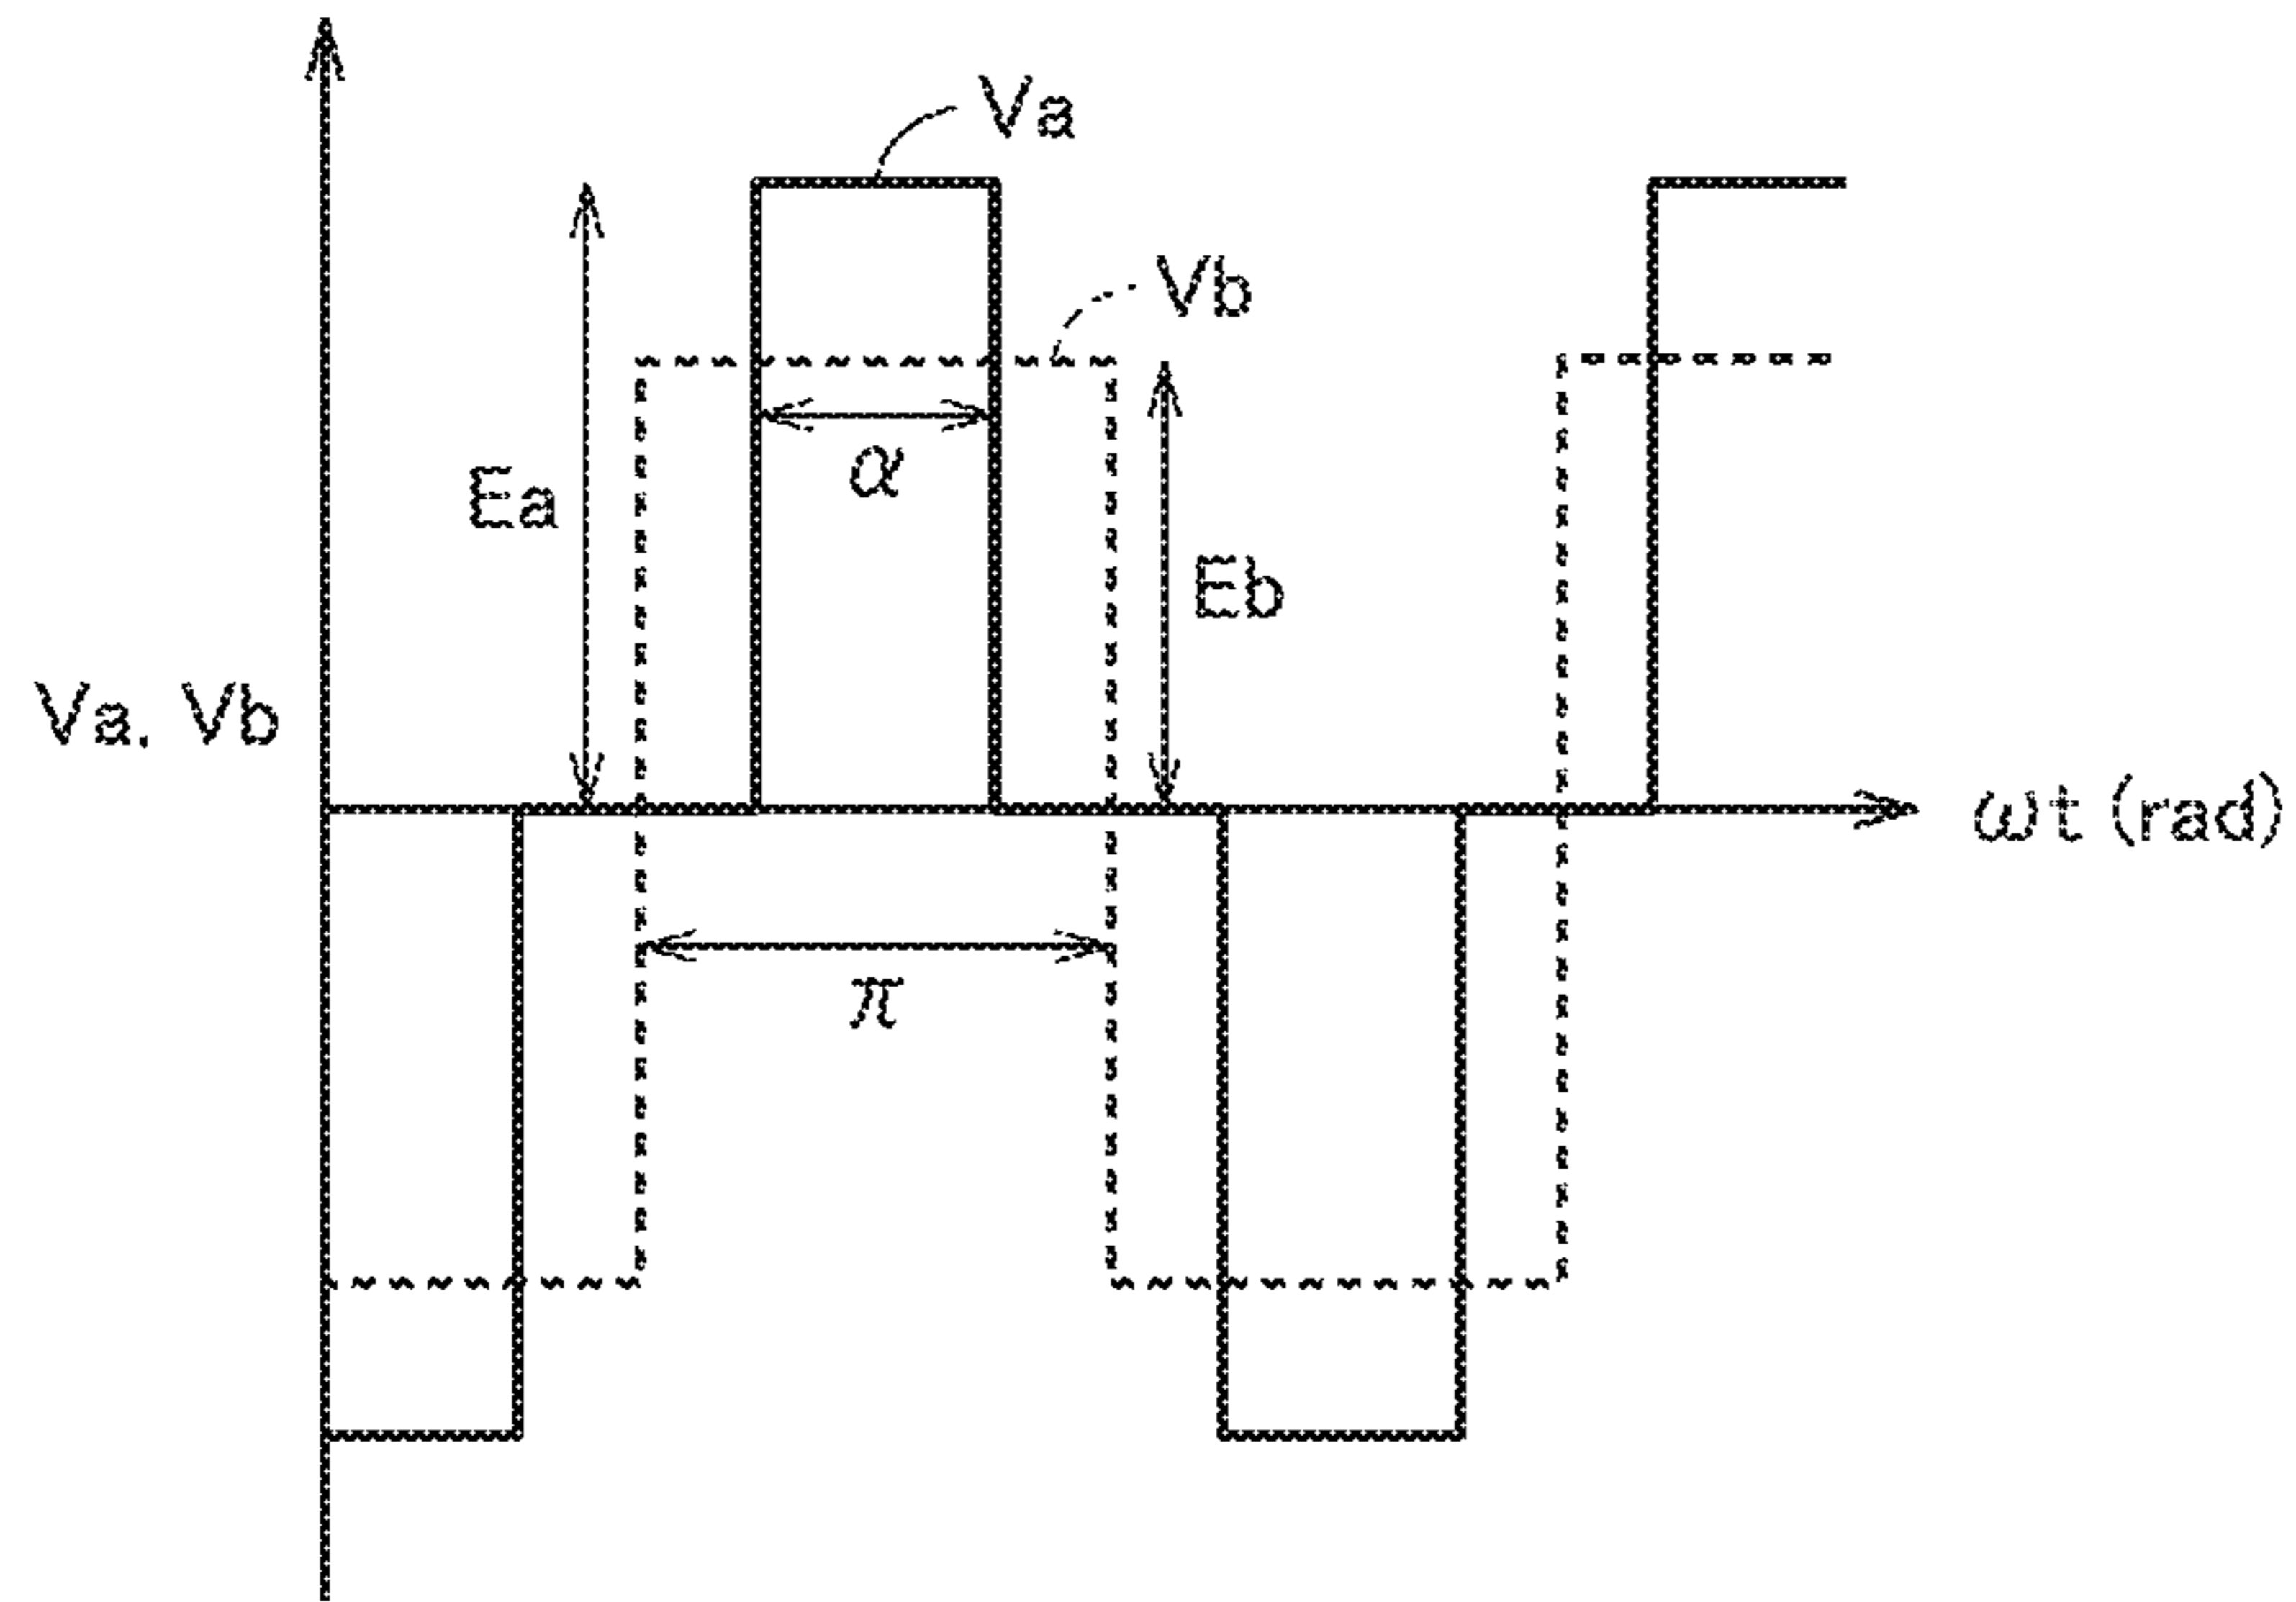 Va
Vb
α
Ea
Eb
Va, Vb
ωt (rad)
π